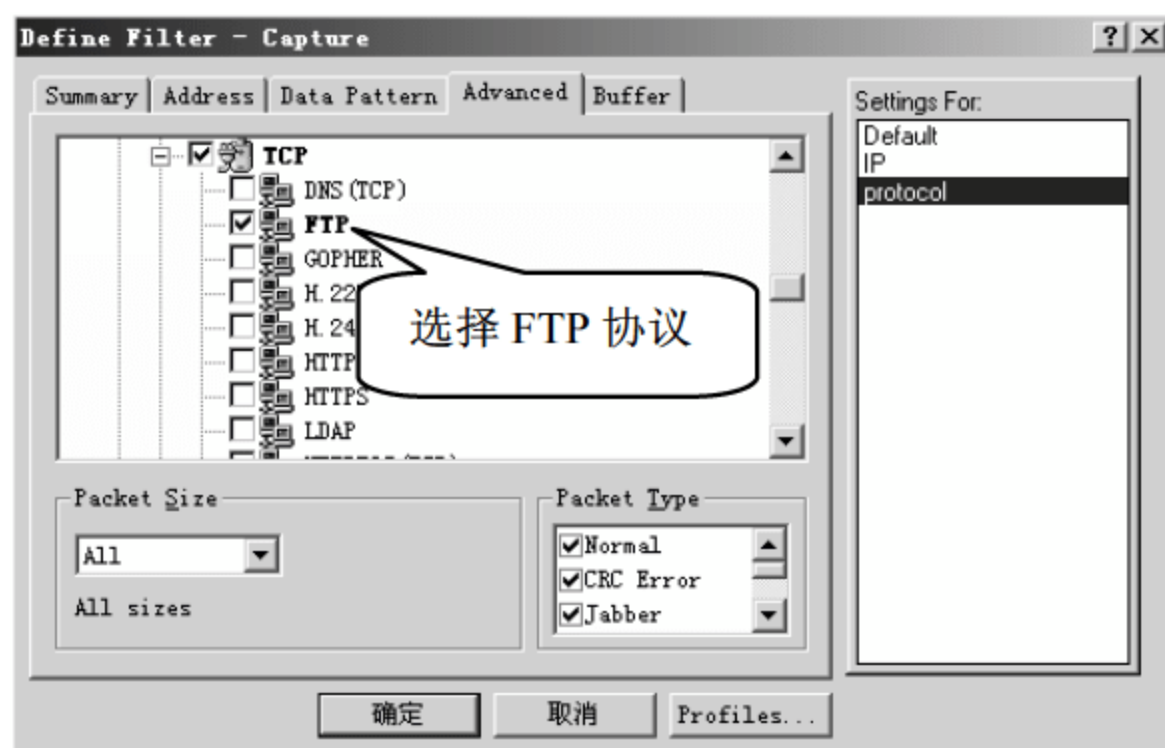 Define Filter - Capture
Summary
Address
Data Pattern
Advanced
Buffer
Settings For:
Default
IP
protocol
TCP
DNS (TCP)
FTP
GOPHER
H.22
H.24
HTTP
HTTPS
LDAP
选择 FTP 协议
Packet Size
All
All sizes
Packet Type
Normal
CRC Error
Jabber
确定
取消
Profiles...